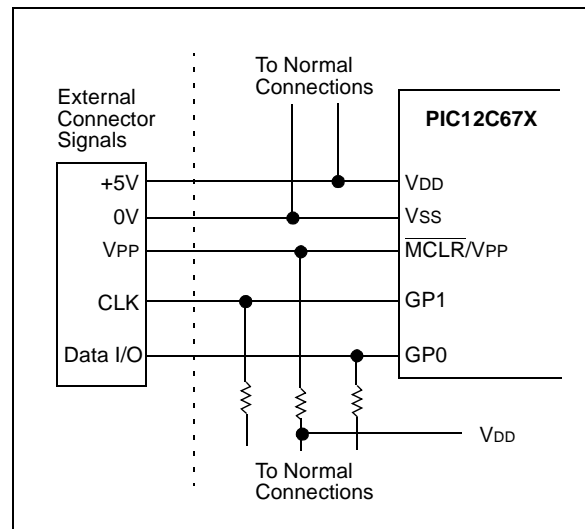 To Normal
Connections
External
Connector
Signals
PIC12C67X
+5V
VDD
0V
VSS
VPP
MCLR/VPP
CLK
GP1
Data I/O
GP0
VDD
To Normal
Connections